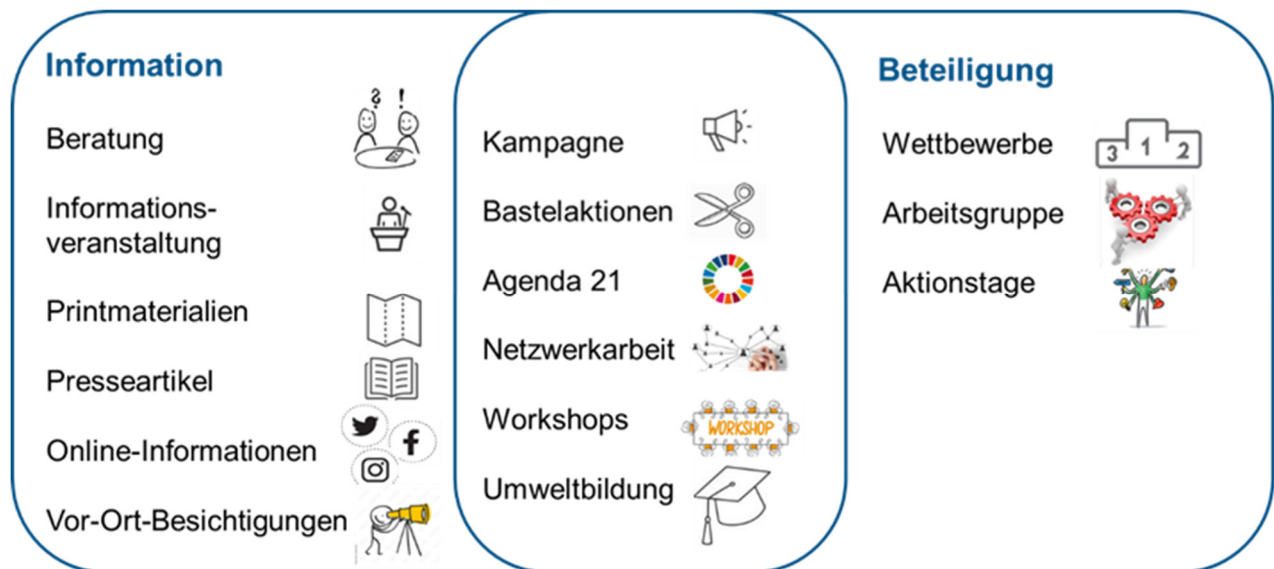 Information
Beratung
Informations-
veranstaltung
Printmaterialien
Presseartikel
Online-Informationen
Vor-Ort-Besichtigungen
Kampagne
Bastelaktionen
Agenda 21
Netzwerkarbeit
Workshops
WORKSHOP
Umweltbildung
Beteiligung
Wettbewerbe
3 1 2
Arbeitsgruppe
Aktionstage
? !